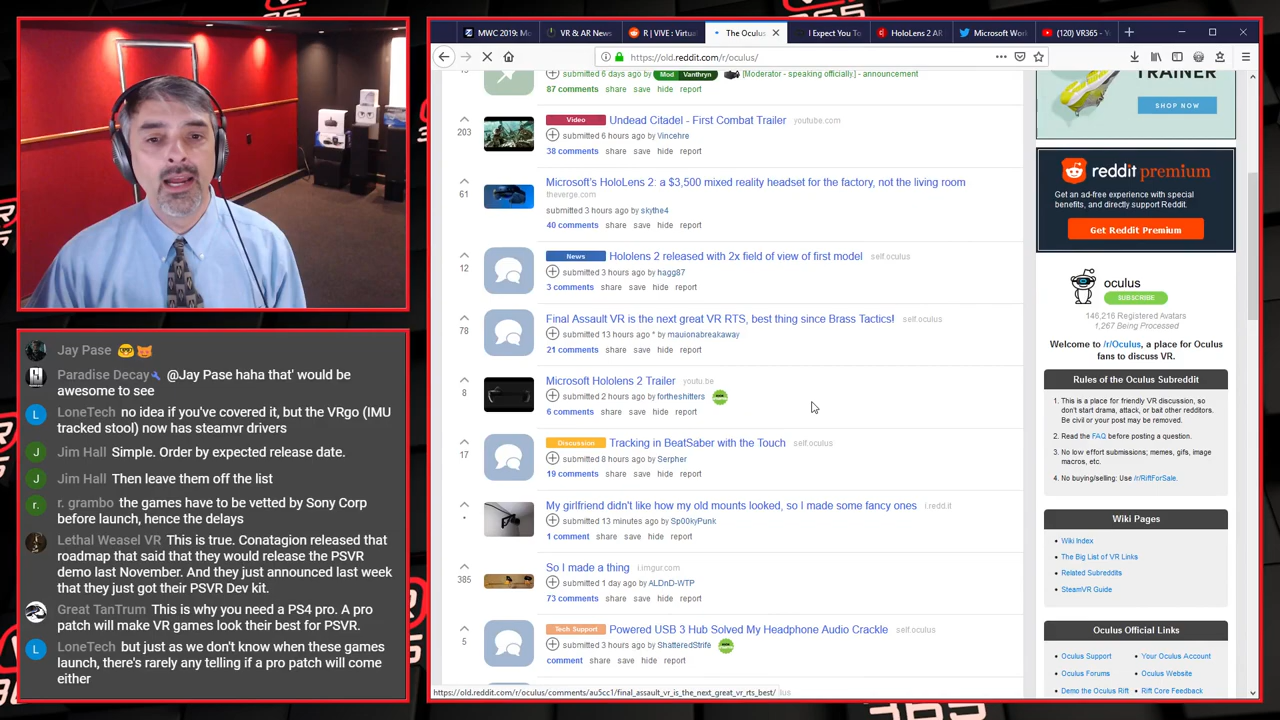 MWC 2019: Mo
VR & AR News
R | VIVE : Virtua
The Oculus
I Expect You To
HoloLens 2 AR
Microsoft Work
(120) VR365 - Y
https://old.reddit.com/r/oculus/
submitted 6 days ago by Mod Vanthryn [Moderator - speaking officially] - announcement
87 comments share save hide report
203
Video Undead Citadel - First Combat Trailer youtube.com
submitted 6 hours ago by Vincehre
38 comments share save hide report
61
Microsoft's HoloLens 2: a $3,500 mixed reality headset for the factory, not the living room
theverge.com
submitted 3 hours ago by skythe4
40 comments share save hide report
12
News Hololens 2 released with 2x field of view of first model self.oculus
submitted 3 hours ago by hagg87
3 comments share save hide report
78
Final Assault VR is the next great VR RTS, best thing since Brass Tactics! self.oculus
submitted 13 hours ago * by mauionabreakaway
21 comments share save hide report
8
Microsoft Hololens 2 Trailer youtu.be
submitted 2 hours ago by fortheshitters
6 comments share save hide report
17
Discussion Tracking in BeatSaber with the Touch self.oculus
submitted 8 hours ago by Serpher
19 comments share save hide report
•
My girlfriend didn't like how my old mounts looked, so I made some fancy ones i.redd.it
submitted 13 minutes ago by Sp00kyPunk
1 comment share save hide report
385
So I made a thing i.imgur.com
submitted 1 day ago by ALDnD-WTP
73 comments share save hide report
5
Tech Support Powered USB 3 Hub Solved My Headphone Audio Crackle self.oculus
submitted 3 hours ago by ShatteredStrife
comment share save hide report
https://old.reddit.com/r/oculus/comments/au5cc1/final_assault_vr_is_the_next_great_vr_rts_best/
TRAINER
SHOP NOW
reddit premium
Get an ad-free experience with special
benefits, and directly support Reddit.
Get Reddit Premium
oculus
SUBSCRIBE
146,216 Registered Avatars
1,267 Being Processed
Welcome to /r/Oculus, a place for Oculus
fans to discuss VR.
Rules of the Oculus Subreddit
1. This is a place for friendly VR discussion, so
don't start drama, attack, or bait other redditors.
Be civil or your post may be removed.
2. Read the FAQ before posting a question.
3. No low effort submissions; memes, gifs, image
macros, etc.
4. No buying/selling: Use /r/RiftForSale.
Wiki Pages
Wiki Index
The Big List of VR Links
Related Subreddits
SteamVR Guide
Oculus Official Links
Oculus Support
Your Oculus Account
Oculus Forums
Oculus Website
Demo the Oculus Rift
Rift Core Feedback
Jay Pase
Paradise Decay @Jay Pase haha that' would be
awesome to see
L LoneTech no idea if you've covered it, but the VRgo (IMU
tracked stool) now has steamvr drivers
J Jim Hall Simple. Order by expected release date.
J Jim Hall Then leave them off the list
r. r. grambo the games have to be vetted by Sony Corp
before launch, hence the delays
Lethal Weasel VR This is true. Conatagion released that
roadmap that said that they would release the PSVR
demo last November. And they just announced last week
that they just got their PSVR Dev kit.
Great TanTrum This is why you need a PS4 pro. A pro
patch will make VR games look their best for PSVR.
L LoneTech but just as we don't know when these games
launch, there's rarely any telling if a pro patch will come
either